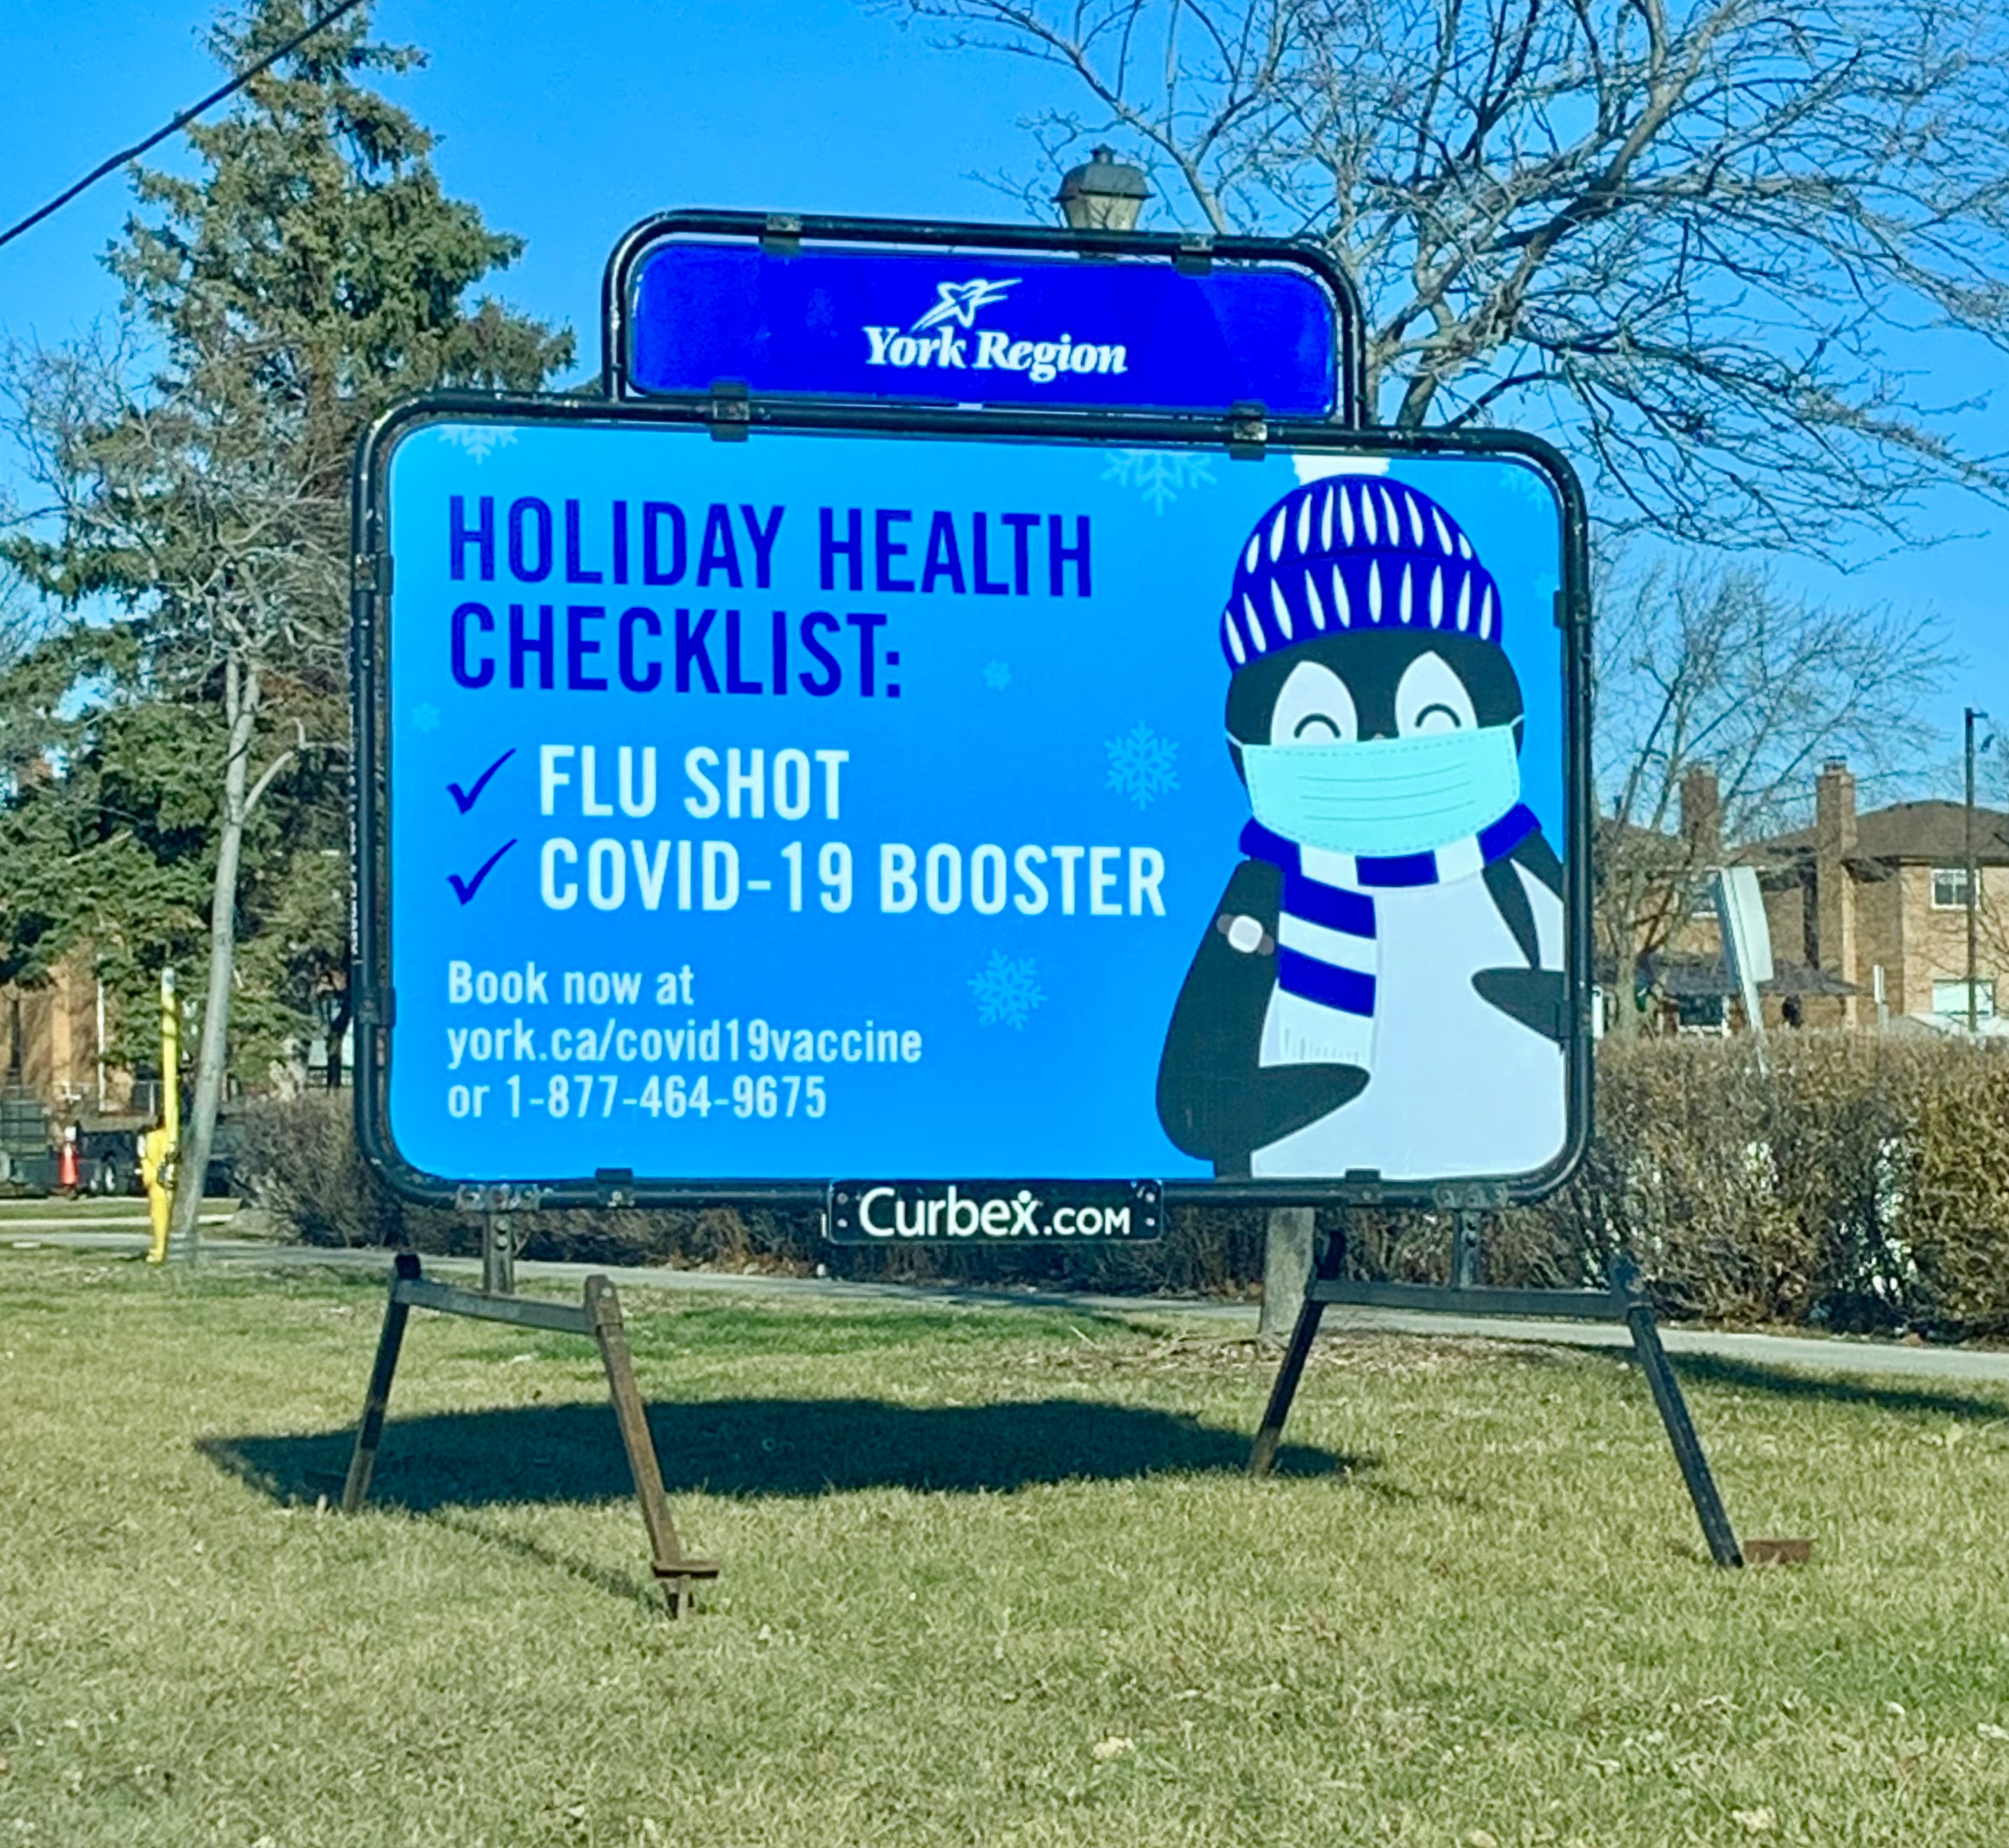 York Region
HOLIDAY HEALTH
CHECKLIST:
FLU SHOT
COVID-19 BOOSTER
Book now at
york.ca/covid19vaccine
or 1-877-464-9675
Curbex.COM